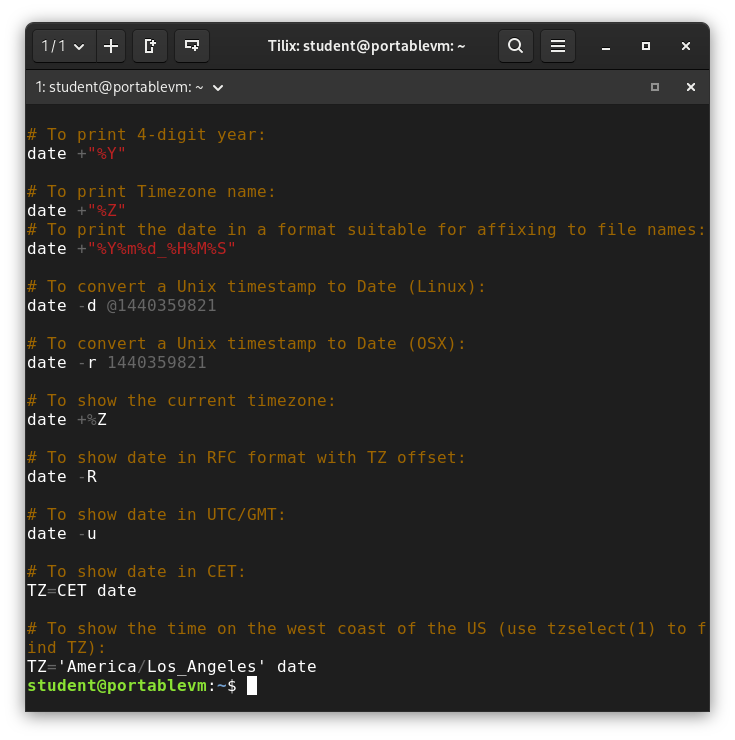 1 / 1
Tilix: student@portablevm: ~
1: student@portablevm: ~
# To print 4-digit year:
date +"%Y"
# To print Timezone name:
date +"%Z"
# To print the date in a format suitable for affixing to file names:
date +"%Y%m%d_%H%M%S"
# To convert a Unix timestamp to Date (Linux):
date -d @1440359821
# To convert a Unix timestamp to Date (OSX):
date -r 1440359821
# To show the current timezone:
date +%Z
# To show date in RFC format with TZ offset:
date -R
# To show date in UTC/GMT:
date -u
# To show date in CET:
TZ=CET date
# To show the time on the west coast of the US (use tzselect(1) to f
ind TZ):
TZ='America/Los_Angeles' date
student@portablevm:~$